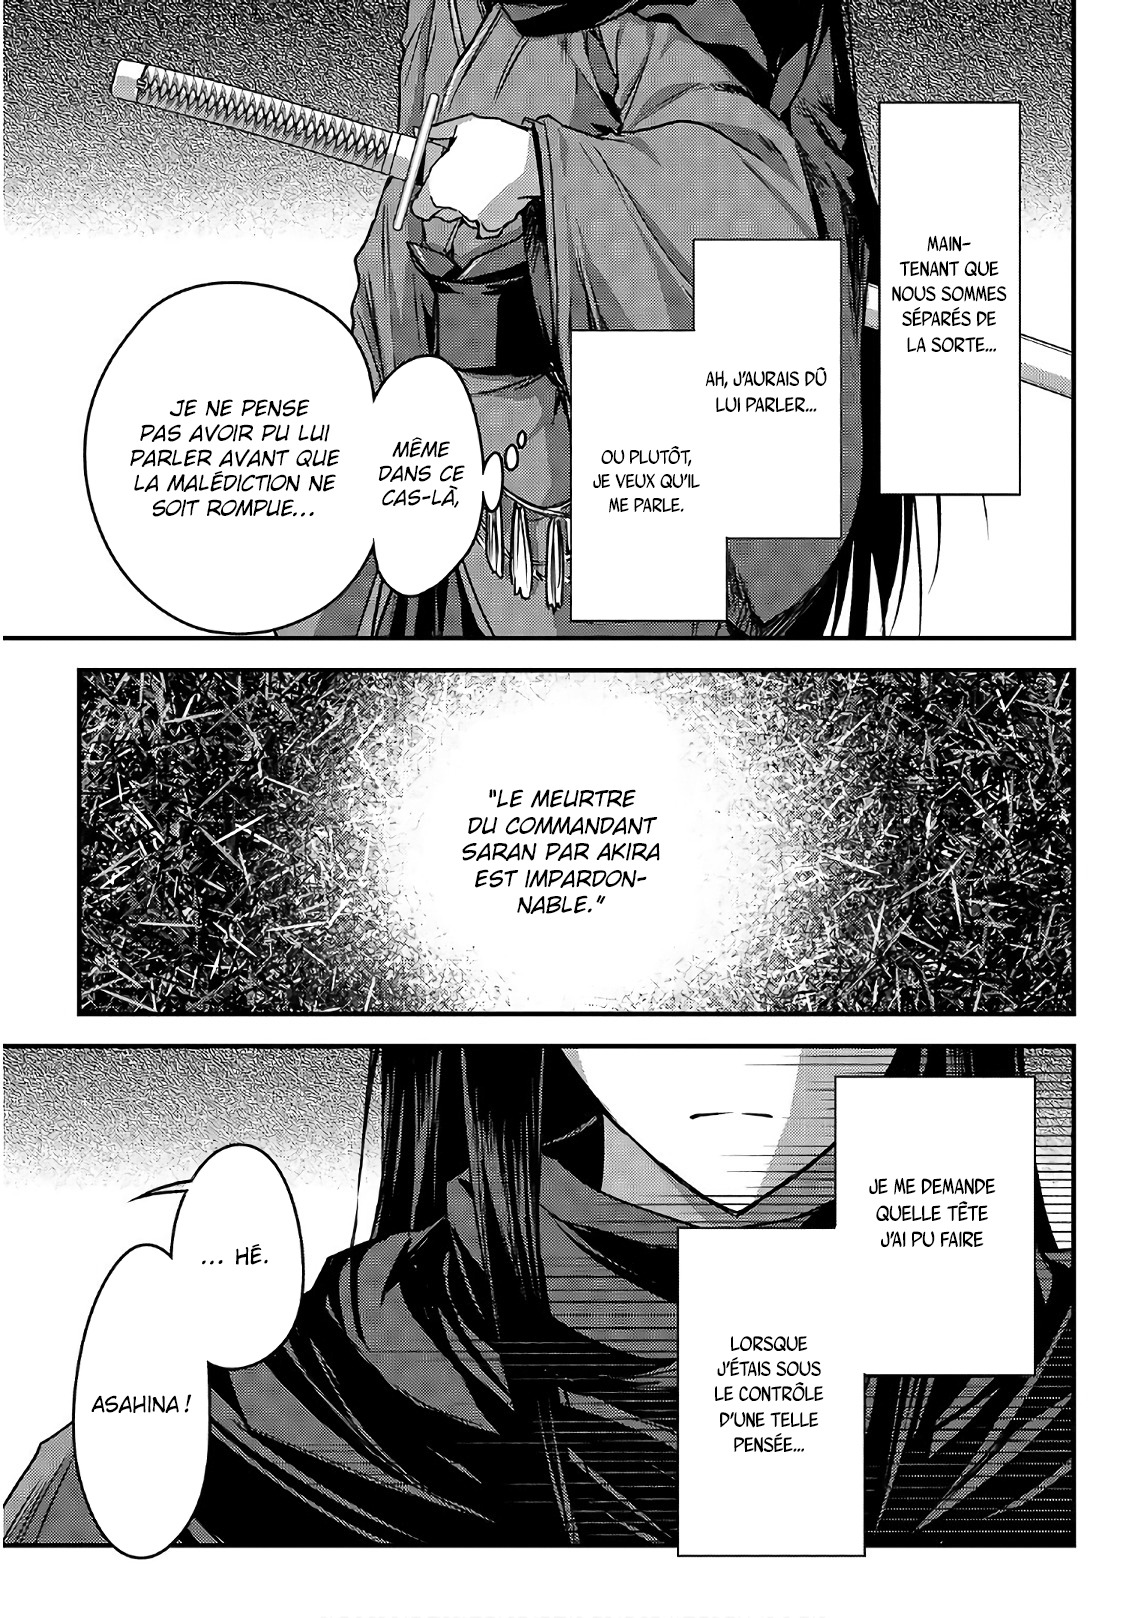 MAIN-
TENANT QUE
NOUS SOMMES
SÉPARÉS DE
LA SORTE...
AH, J'AURAIS DÛ
LUI PARLER...
OU PLUTÔT,
JE VEUX QU'IL
ME PARLE.
MÊME
DANS CE
CAS-LÀ,
JE NE PENSE
PAS AVOIR PU LUI
PARLER AVANT QUE
LA MALÉDICTION NE
SOIT ROMPUE...
"LE MEURTRE
DU COMMANDANT
SARAN PAR AKIRA
EST IMPARDON-
NABLE."
JE ME DEMANDE
QUELLE TÊTE
J'AI PU FAIRE
LORSQUE
J'ÉTAIS SOUS
LE CONTRÔLE
D'UNE TELLE
PENSÉE...
... HÉ.
ASAHINA !